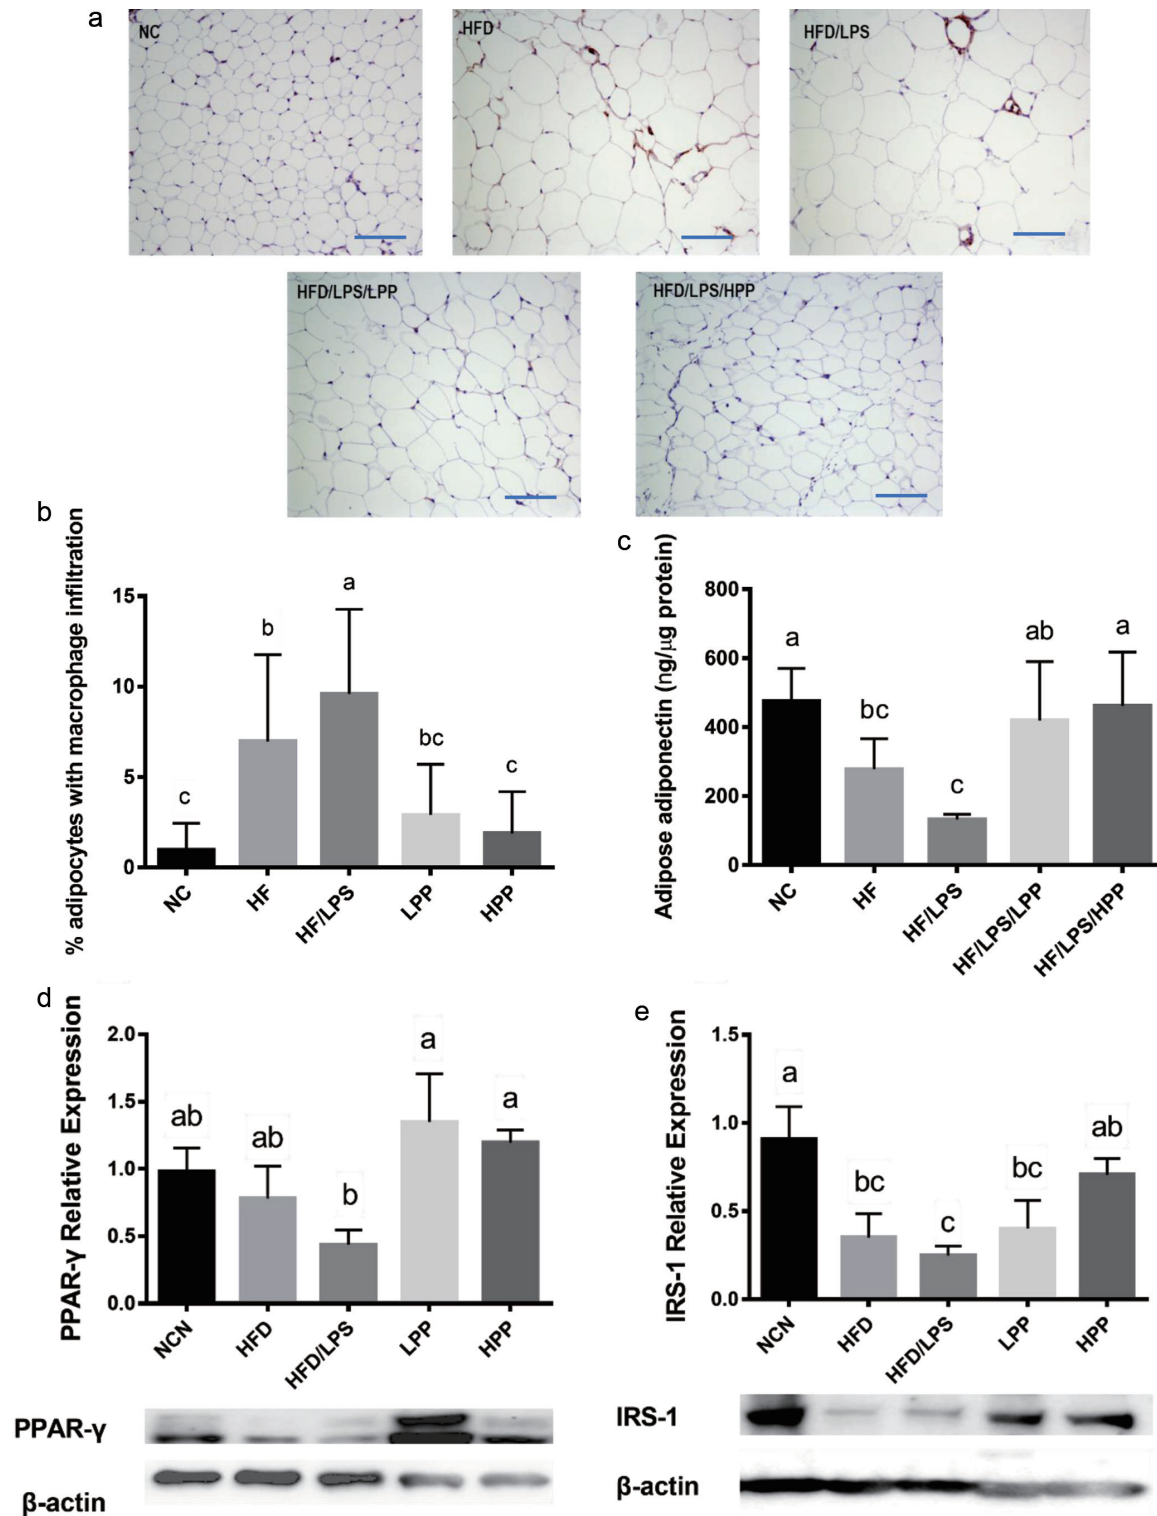 a
NC
HFD
HFD/LPS
HFD/LPS/LPP
HFD/LPS/HPP
b
% adipocytes with macrophage infiltration
15
10
5
0
c
b
a
bc
c
NC
HF
HF/LPS
LPP
HPP
c
Adipose adiponectin (ng/µg protein)
800
600
400
200
0
a
bc
c
ab
a
NC
HF
HF/LPS
HF/LPS/LPP
HF/LPS/HPP
d
PPAR-γ Relative Expression
2.0
1.5
1.0
0.5
0.0
ab
ab
b
a
a
NCN
HFD
HFD/LPS
LPP
HPP
PPAR-γ
β-actin
e
IRS-1 Relative Expression
1.5
1.0
0.5
0.0
a
bc
c
bc
ab
NCN
HFD
HFD/LPS
LPP
HPP
IRS-1
β-actin